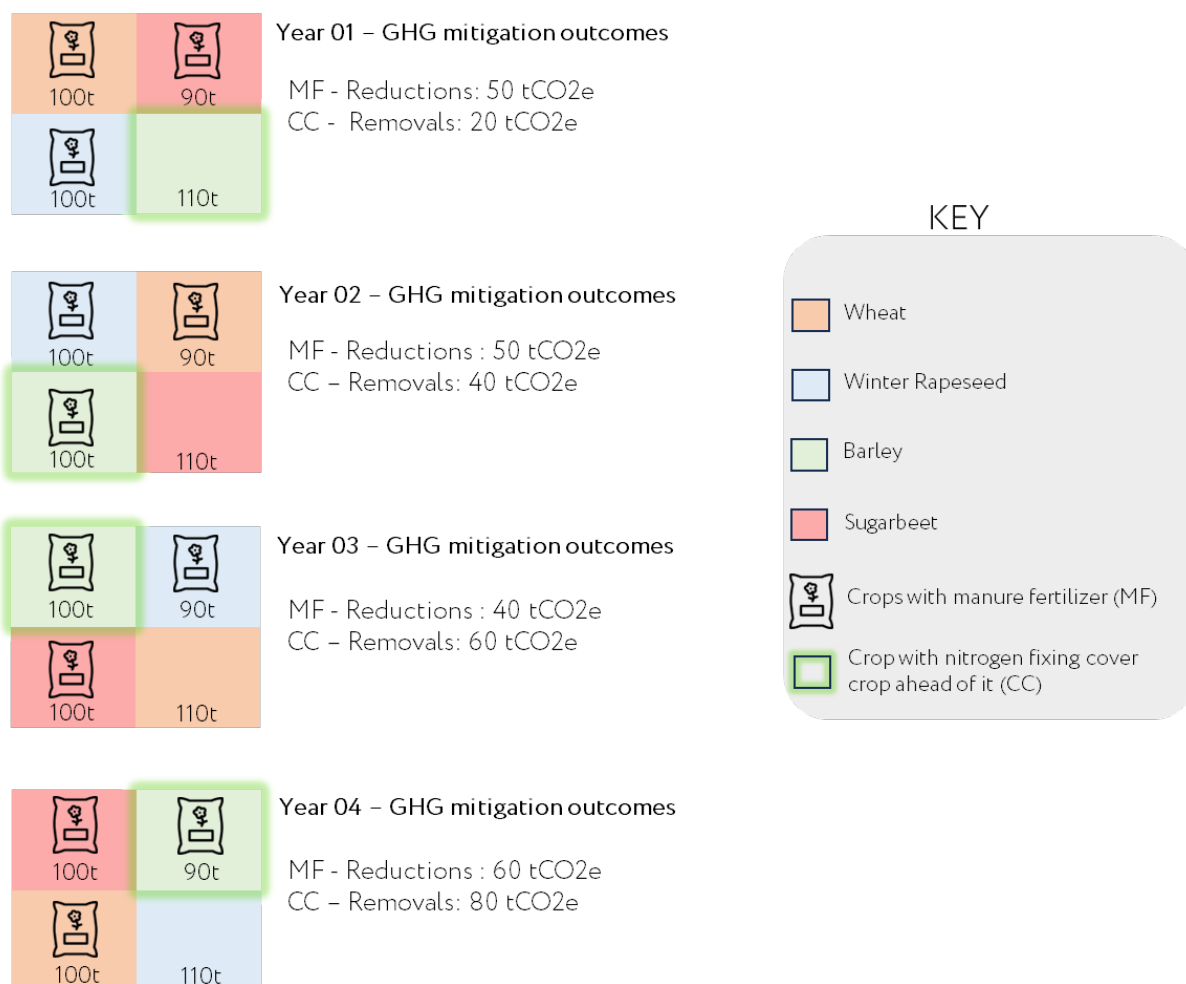 Year 01 – GHG mitigation outcomes
100t 90t
MF - Reductions: 50 tCO2e
CC - Removals: 20 tCO2e
100t 110t
KEY
Year 02 – GHG mitigation outcomes
100t 90t
MF - Reductions : 50 tCO2e
CC – Removals: 40 tCO2e
100t 110t
Year 03 – GHG mitigation outcomes
100t 90t
MF - Reductions : 40 tCO2e
CC – Removals: 60 tCO2e
100t 110t
Year 04 – GHG mitigation outcomes
100t 90t
MF - Reductions : 60 tCO2e
CC – Removals: 80 tCO2e
100t 110t
Wheat
Winter Rapeseed
Barley
Sugarbeet
Crops with manure fertilizer (MF)
Crop with nitrogen fixing cover
crop ahead of it (CC)